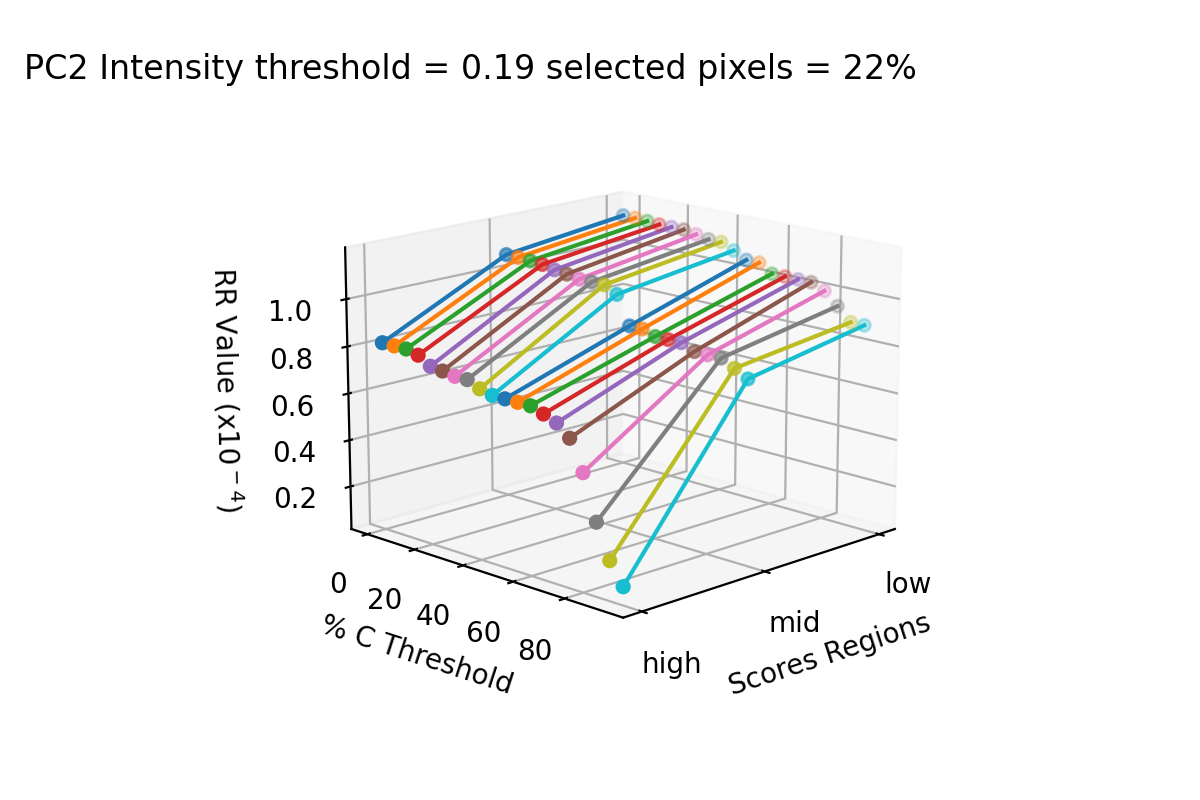 PC2 Intensity threshold = 0.19 selected pixels = 22%
RR Value (x10⁻⁴)
1.0
0.8
0.6
0.4
0.2
0
20
40
60
80
% C Threshold
high
mid
low
Scores Regions